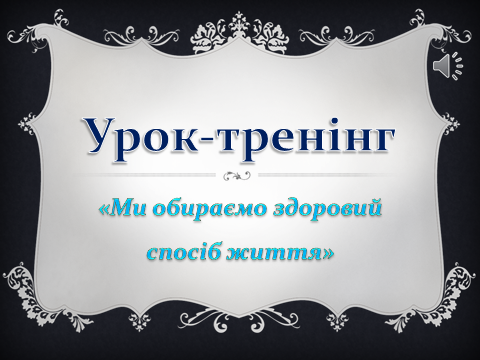 Урок-тренінг
«Ми обираємо здоровий
спосіб життя»